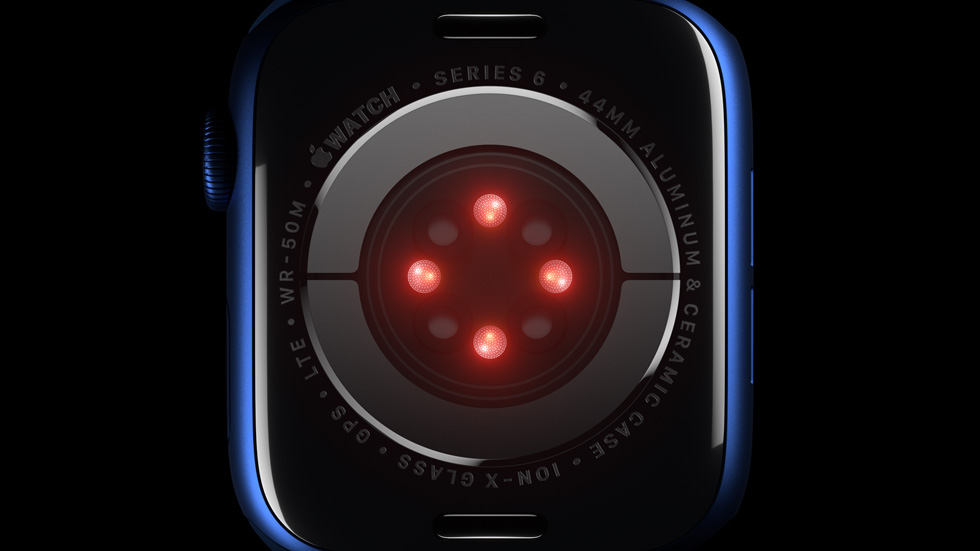 WATCH • SERIES 6 • 44MM ALUMINUM & CERAMIC CASE • ION-X GLASS • GPS • LTE • WR-50M •